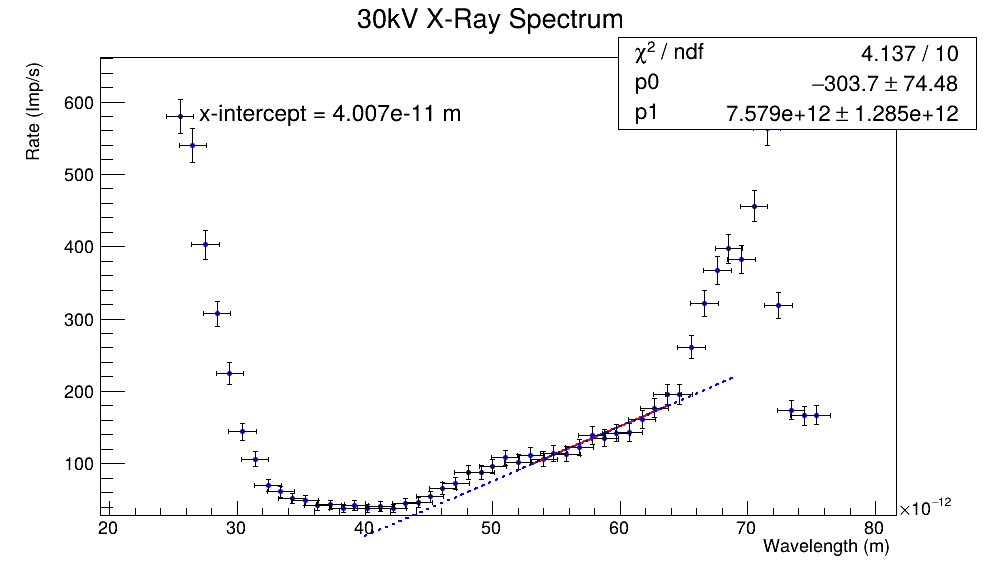 30kV X-Ray Spectrum
χ² / ndf 4.137 / 10
p0 −303.7 ± 74.48
p1 7.579e+12 ± 1.285e+12
Rate (Imp/s)
x-intercept = 4.007e-11 m
600
500
400
300
200
100
20 30 40 50 60 70 80 ×10⁻¹²
Wavelength (m)